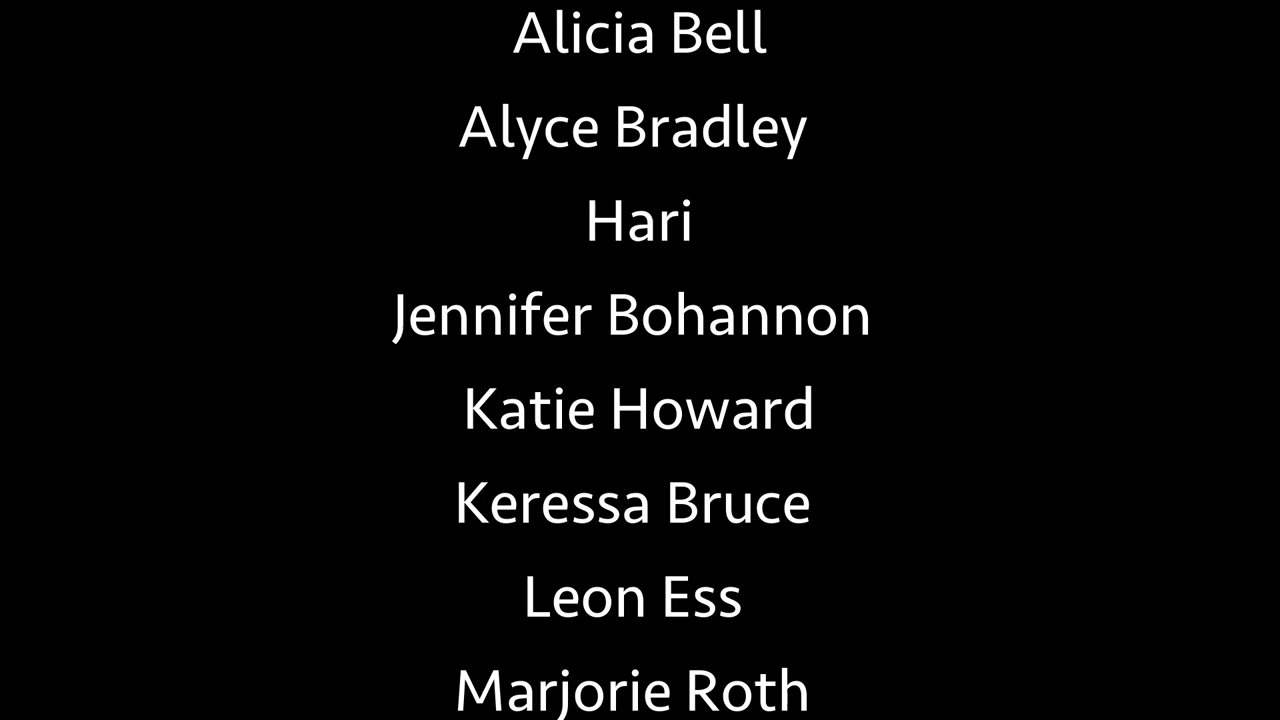 Alicia Bell
Alyce Bradley
Hari
Jennifer Bohannon
Katie Howard
Keressa Bruce
Leon Ess
Marjorie Roth